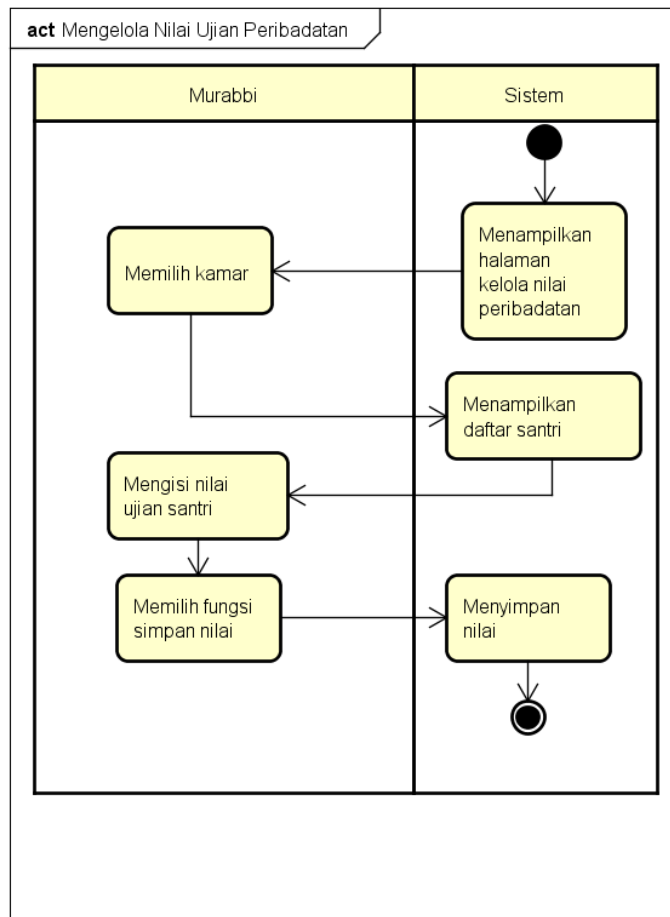 act Mengelola Nilai Ujian Peribadatan
Murabbi
Sistem
Menampilkan
halaman
kelola nilai
peribadatan
Memilih kamar
Menampilkan
daftar santri
Mengisi nilai
ujian santri
Memilih fungsi
simpan nilai
Menyimpan
nilai